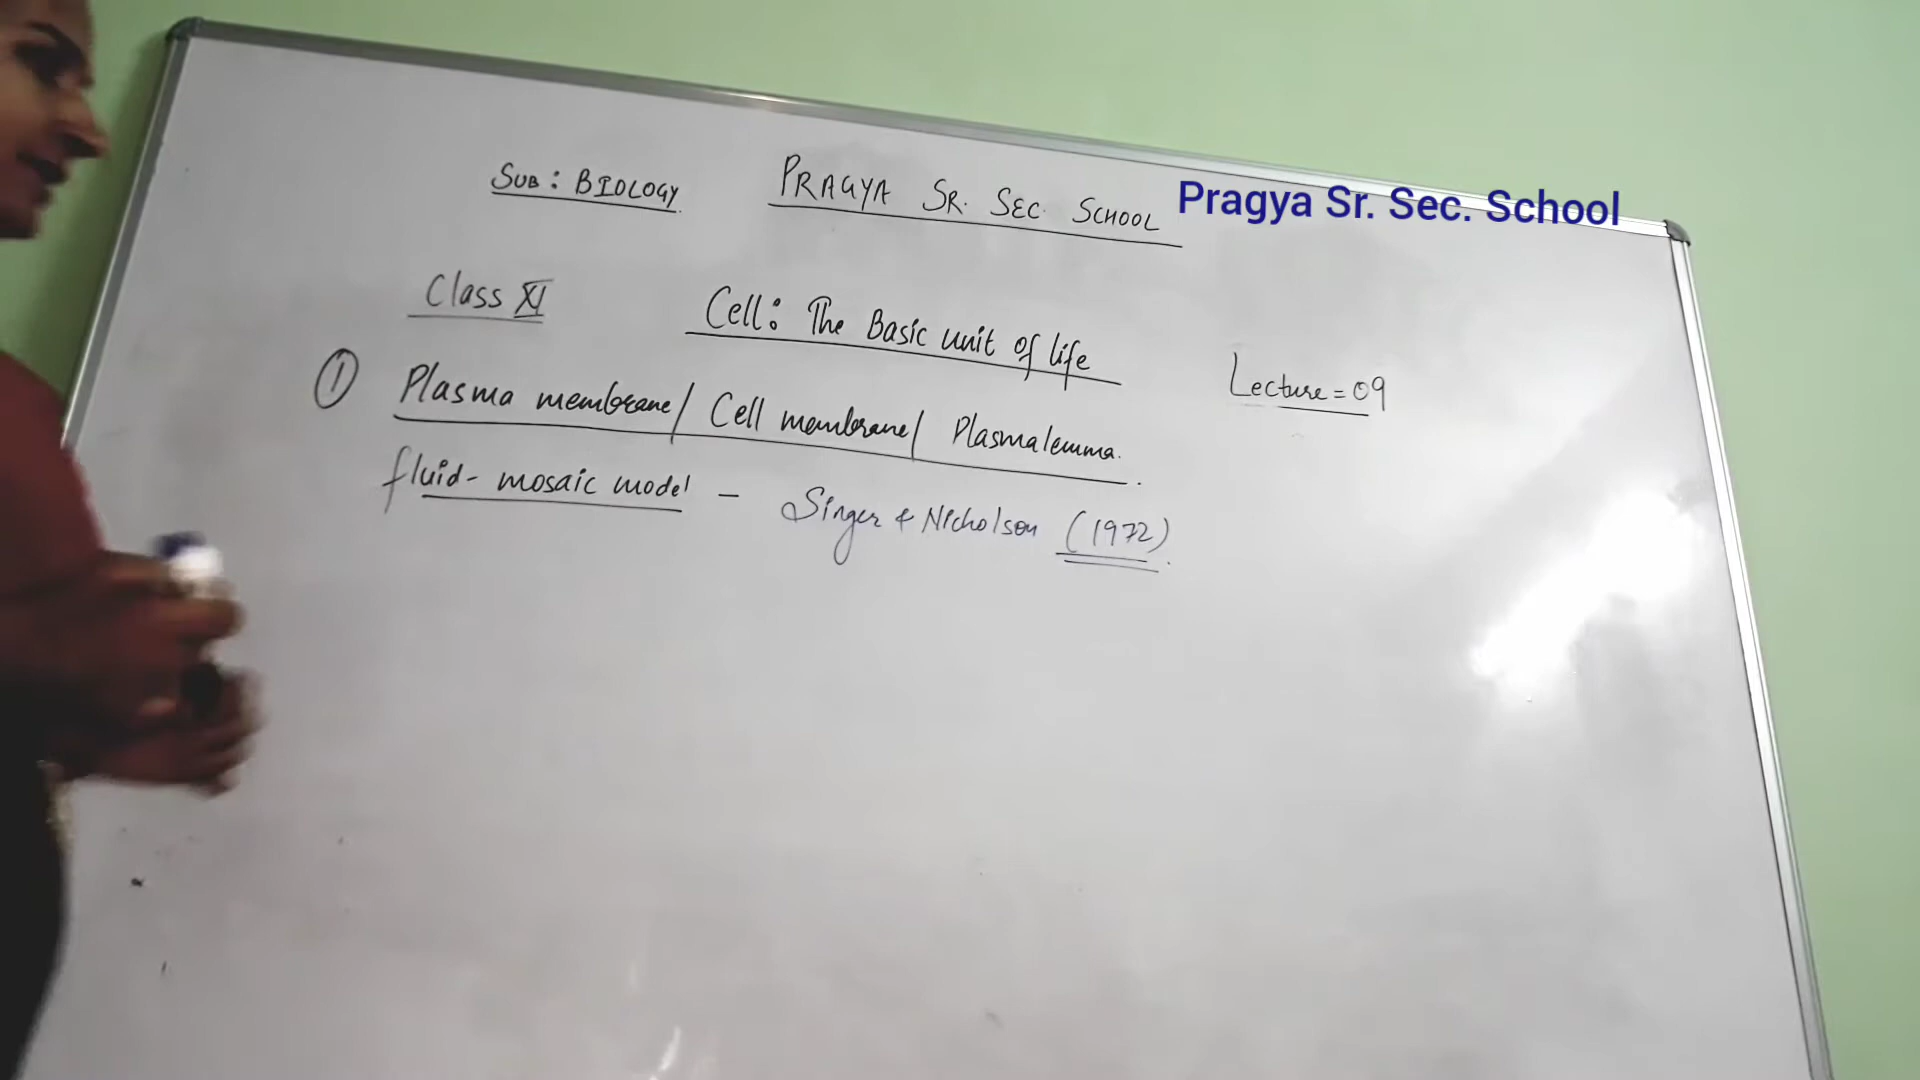 SUB: BIOLOGY PRAGYA SR. SEC. SCHOOL Pragya Sr. Sec. School
Class XI Cell: The Basic unit of life
Lecture = 09
① Plasma membrane/ Cell membrane/ Plasmalemma.
fluid- mosaic model - Singer & Nicholson (1972).